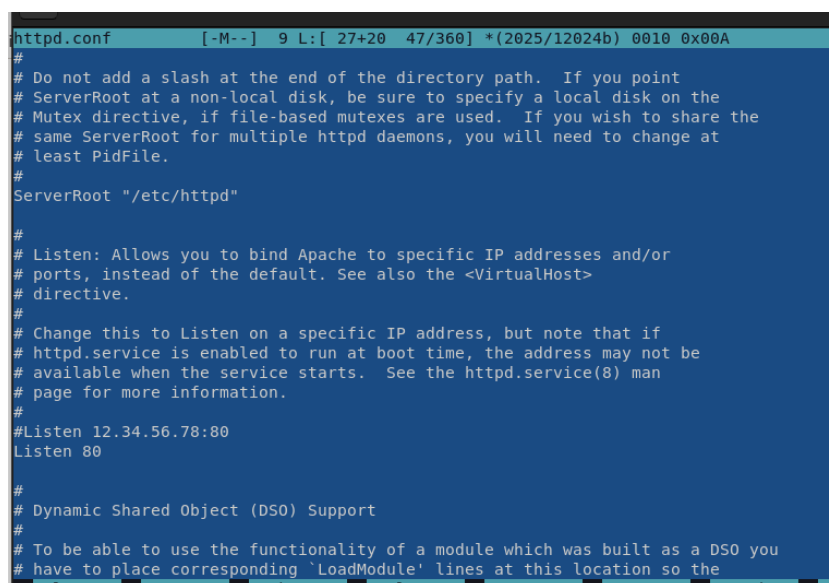 httpd.conf          [-M--]  9 L:[ 27+20  47/360] *(2025/12024b) 0010 0x00A
#
# Do not add a slash at the end of the directory path.  If you point
# ServerRoot at a non-local disk, be sure to specify a local disk on the
# Mutex directive, if file-based mutexes are used.  If you wish to share the
# same ServerRoot for multiple httpd daemons, you will need to change at
# least PidFile.
#
ServerRoot "/etc/httpd"

#
# Listen: Allows you to bind Apache to specific IP addresses and/or
# ports, instead of the default. See also the <VirtualHost>
# directive.
#
# Change this to Listen on a specific IP address, but note that if
# httpd.service is enabled to run at boot time, the address may not be
# available when the service starts.  See the httpd.service(8) man
# page for more information.
#
#Listen 12.34.56.78:80
Listen 80

#
# Dynamic Shared Object (DSO) Support
#
# To be able to use the functionality of a module which was built as a DSO you
# have to place corresponding `LoadModule' lines at this location so the